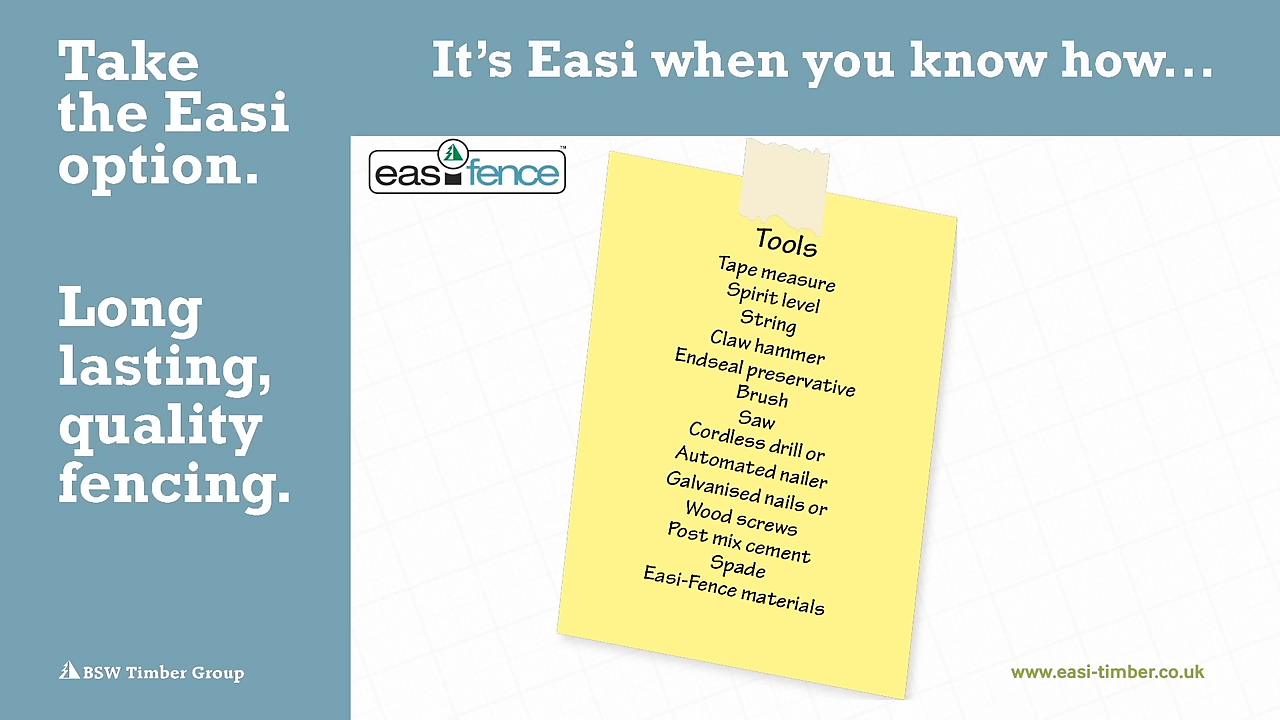 Take
the Easi
option.
Long
lasting,
quality
fencing.
BSW Timber Group
It's Easi when you know how...
easifence™
Tools
Tape measure
Spirit level
String
Claw hammer
Endseal preservative
Brush
Saw
Cordless drill or
Automated nailer
Galvanised nails or
Wood screws
Post mix cement
Spade
Easi-Fence materials
www.easi-timber.co.uk